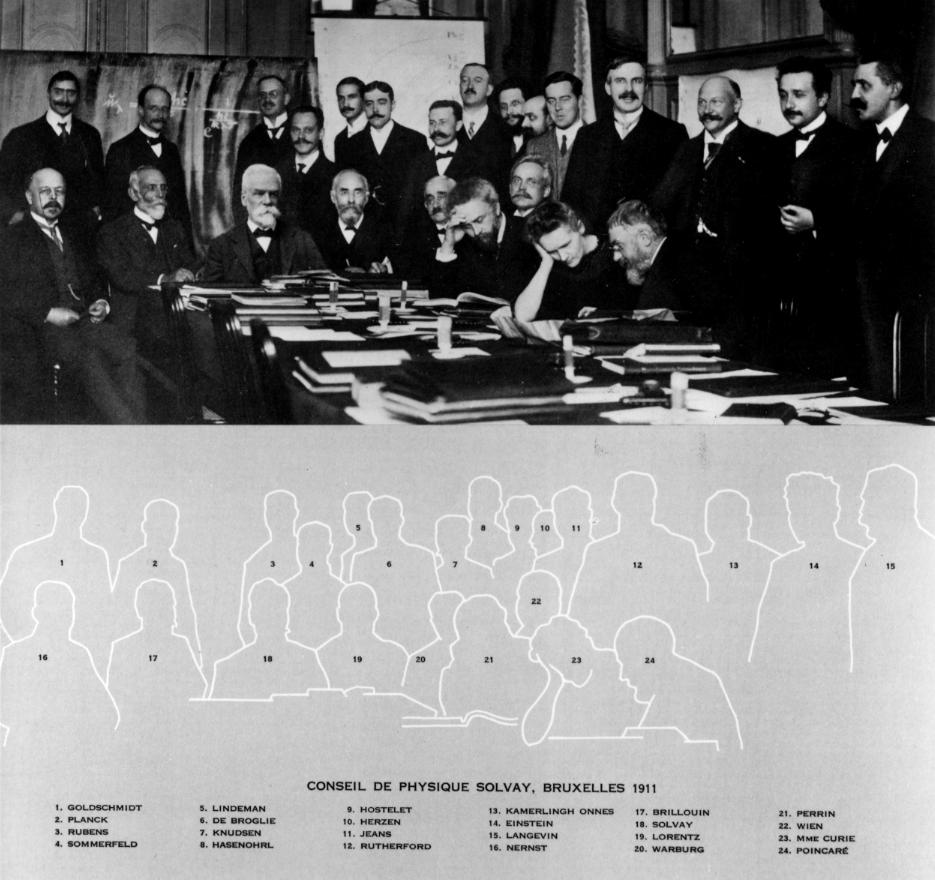 5
8
9
10
11
1
2
3
4
6
7
12
13
14
15
22
16
17
18
19
20
21
23
24
CONSEIL DE PHYSIQUE SOLVAY, BRUXELLES 1911
1. GOLDSCHMIDT
2. PLANCK
3. RUBENS
4. SOMMERFELD
5. LINDEMAN
6. DE BROGLIE
7. KNUDSEN
8. HASENOHRL
9. HOSTELET
10. HERZEN
11. JEANS
12. RUTHERFORD
13. KAMERLINGH ONNES
14. EINSTEIN
15. LANGEVIN
16. NERNST
17. BRILLOUIN
18. SOLVAY
19. LORENTZ
20. WARBURG
21. PERRIN
22. WIEN
23. MME CURIE
24. POINCARÉ